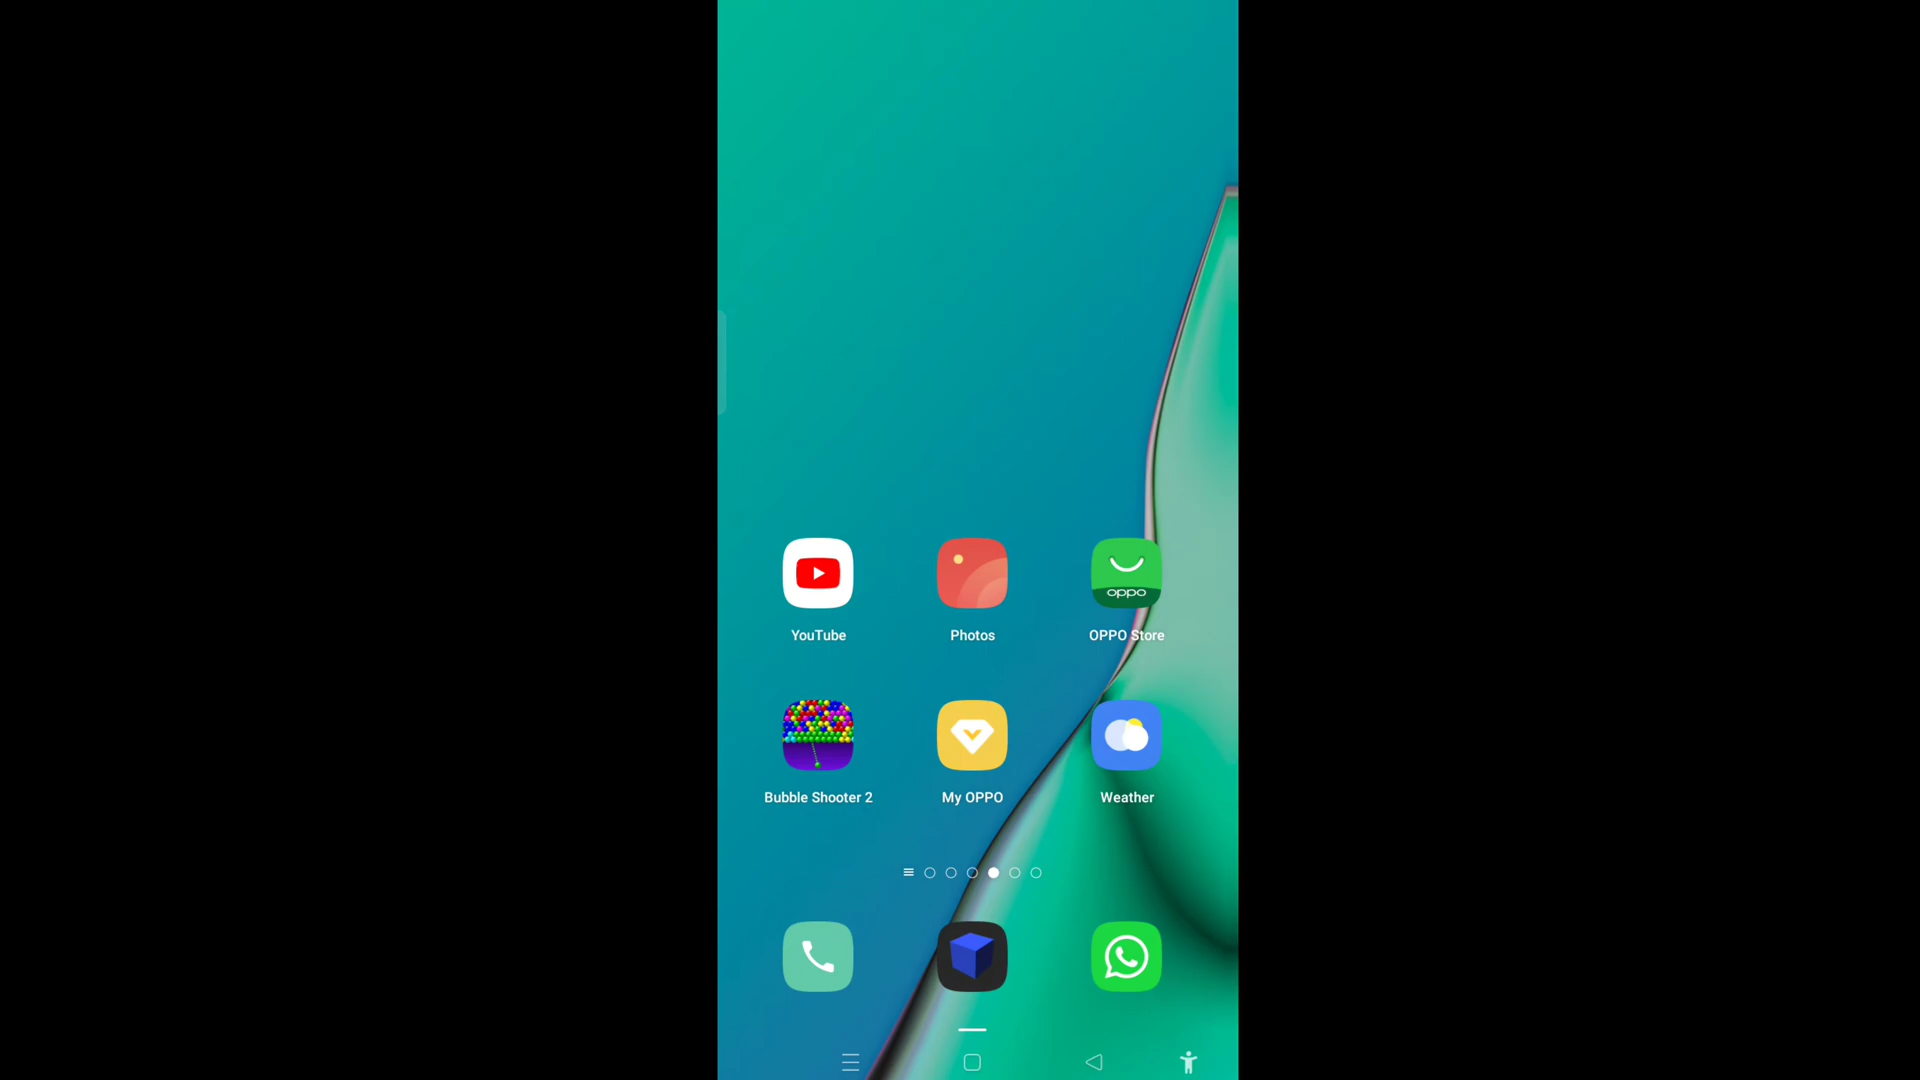 YouTube
Photos
oppo
OPPO Store
Bubble Shooter 2
My OPPO
Weather